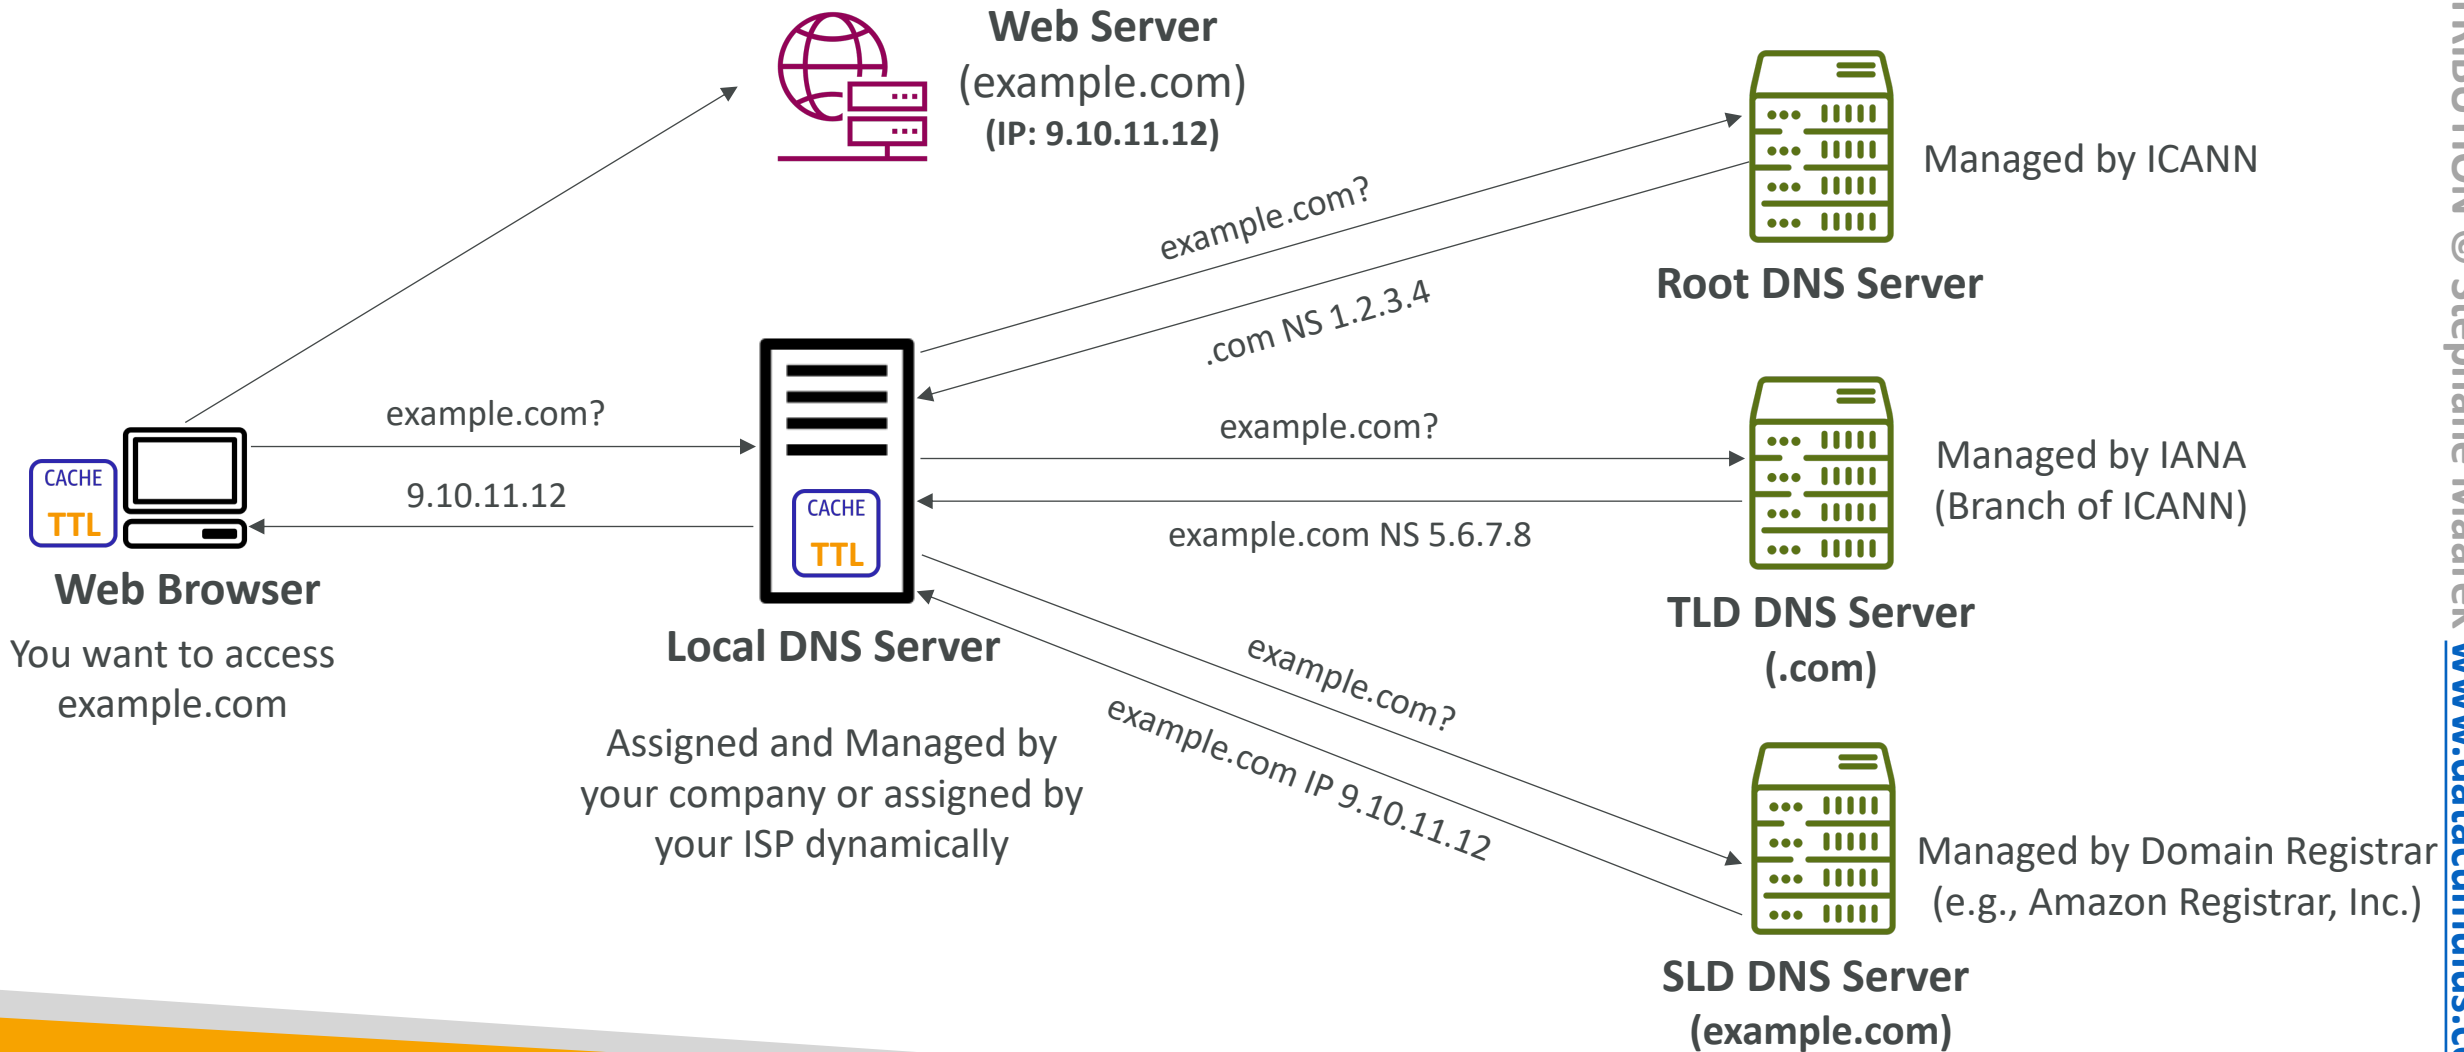 Web Server
(example.com)
(IP: 9.10.11.12)
Managed by ICANN
example.com?
.com NS 1.2.3.4
Root DNS Server
example.com?
9.10.11.12
CACHE
TTL
Web Browser
You want to access
example.com
CACHE
TTL
Local DNS Server
Assigned and Managed by
your company or assigned by
your ISP dynamically
example.com?
example.com NS 5.6.7.8
Managed by IANA
(Branch of ICANN)
TLD DNS Server
(.com)
example.com?
example.com IP 9.10.11.12
Managed by Domain Registrar
(e.g., Amazon Registrar, Inc.)
SLD DNS Server
(example.com)
© Stephane Maarek